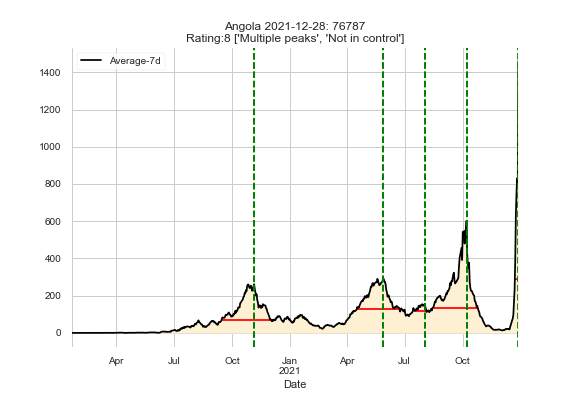 Angola 2021-12-28: 76787
Rating:8 ['Multiple peaks', 'Not in control']
Average-7d
1400
1200
1000
800
600
400
200
0
Apr Jul Oct Jan Apr Jul Oct
2021
Date